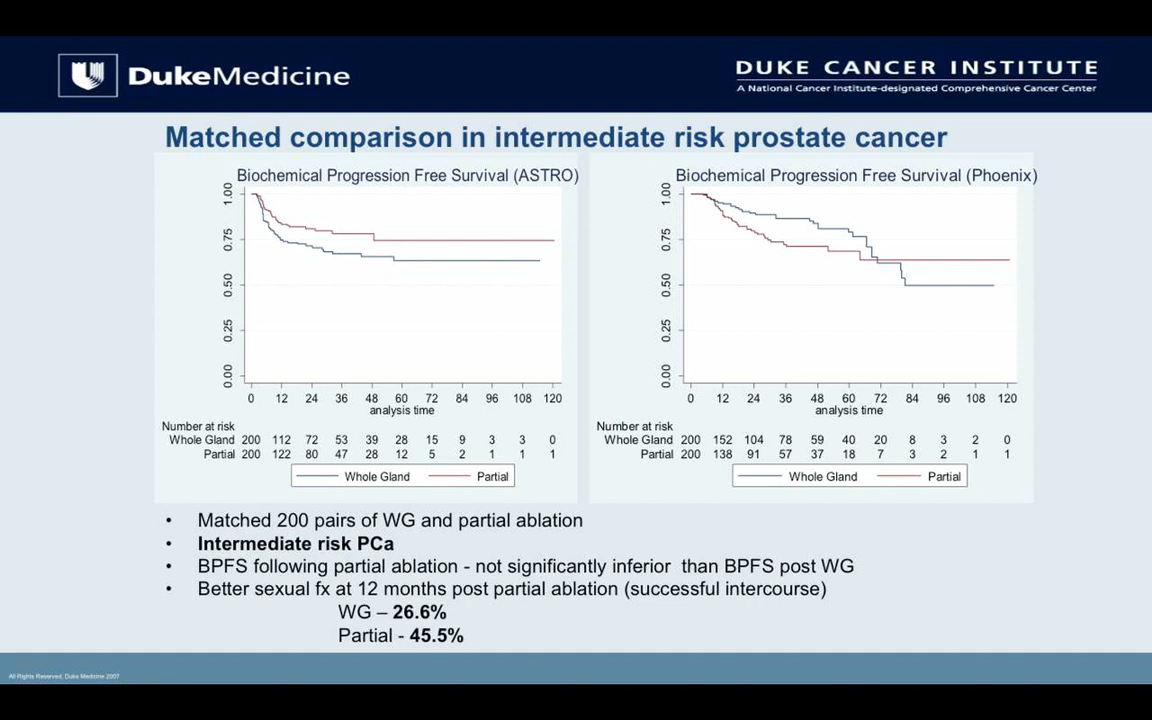 DukeMedicine
DUKE CANCER INSTITUTE
A National Cancer Institute-designated Comprehensive Cancer Center
Matched comparison in intermediate risk prostate cancer
Biochemical Progression Free Survival (ASTRO)
1.00
0.75
0.50
0.25
0.00
0 12 24 36 48 60 72 84 96 108 120
analysis time
Number at risk
Whole Gland 200 112 72 53 39 28 15 9 3 3 0
Partial 200 122 80 47 28 12 5 2 1 1 1
Whole Gland Partial
Biochemical Progression Free Survival (Phoenix)
1.00
0.75
0.50
0.25
0.00
0 12 24 36 48 60 72 84 96 108 120
analysis time
Number at risk
Whole Gland 200 152 104 78 59 40 20 8 3 2 0
Partial 200 138 91 57 37 18 7 3 2 1 1
Whole Gland Partial
• Matched 200 pairs of WG and partial ablation
• Intermediate risk PCa
• BPFS following partial ablation - not significantly inferior than BPFS post WG
• Better sexual fx at 12 months post partial ablation (successful intercourse)
WG – 26.6%
Partial - 45.5%
All Rights Reserved, Duke Medicine 2007